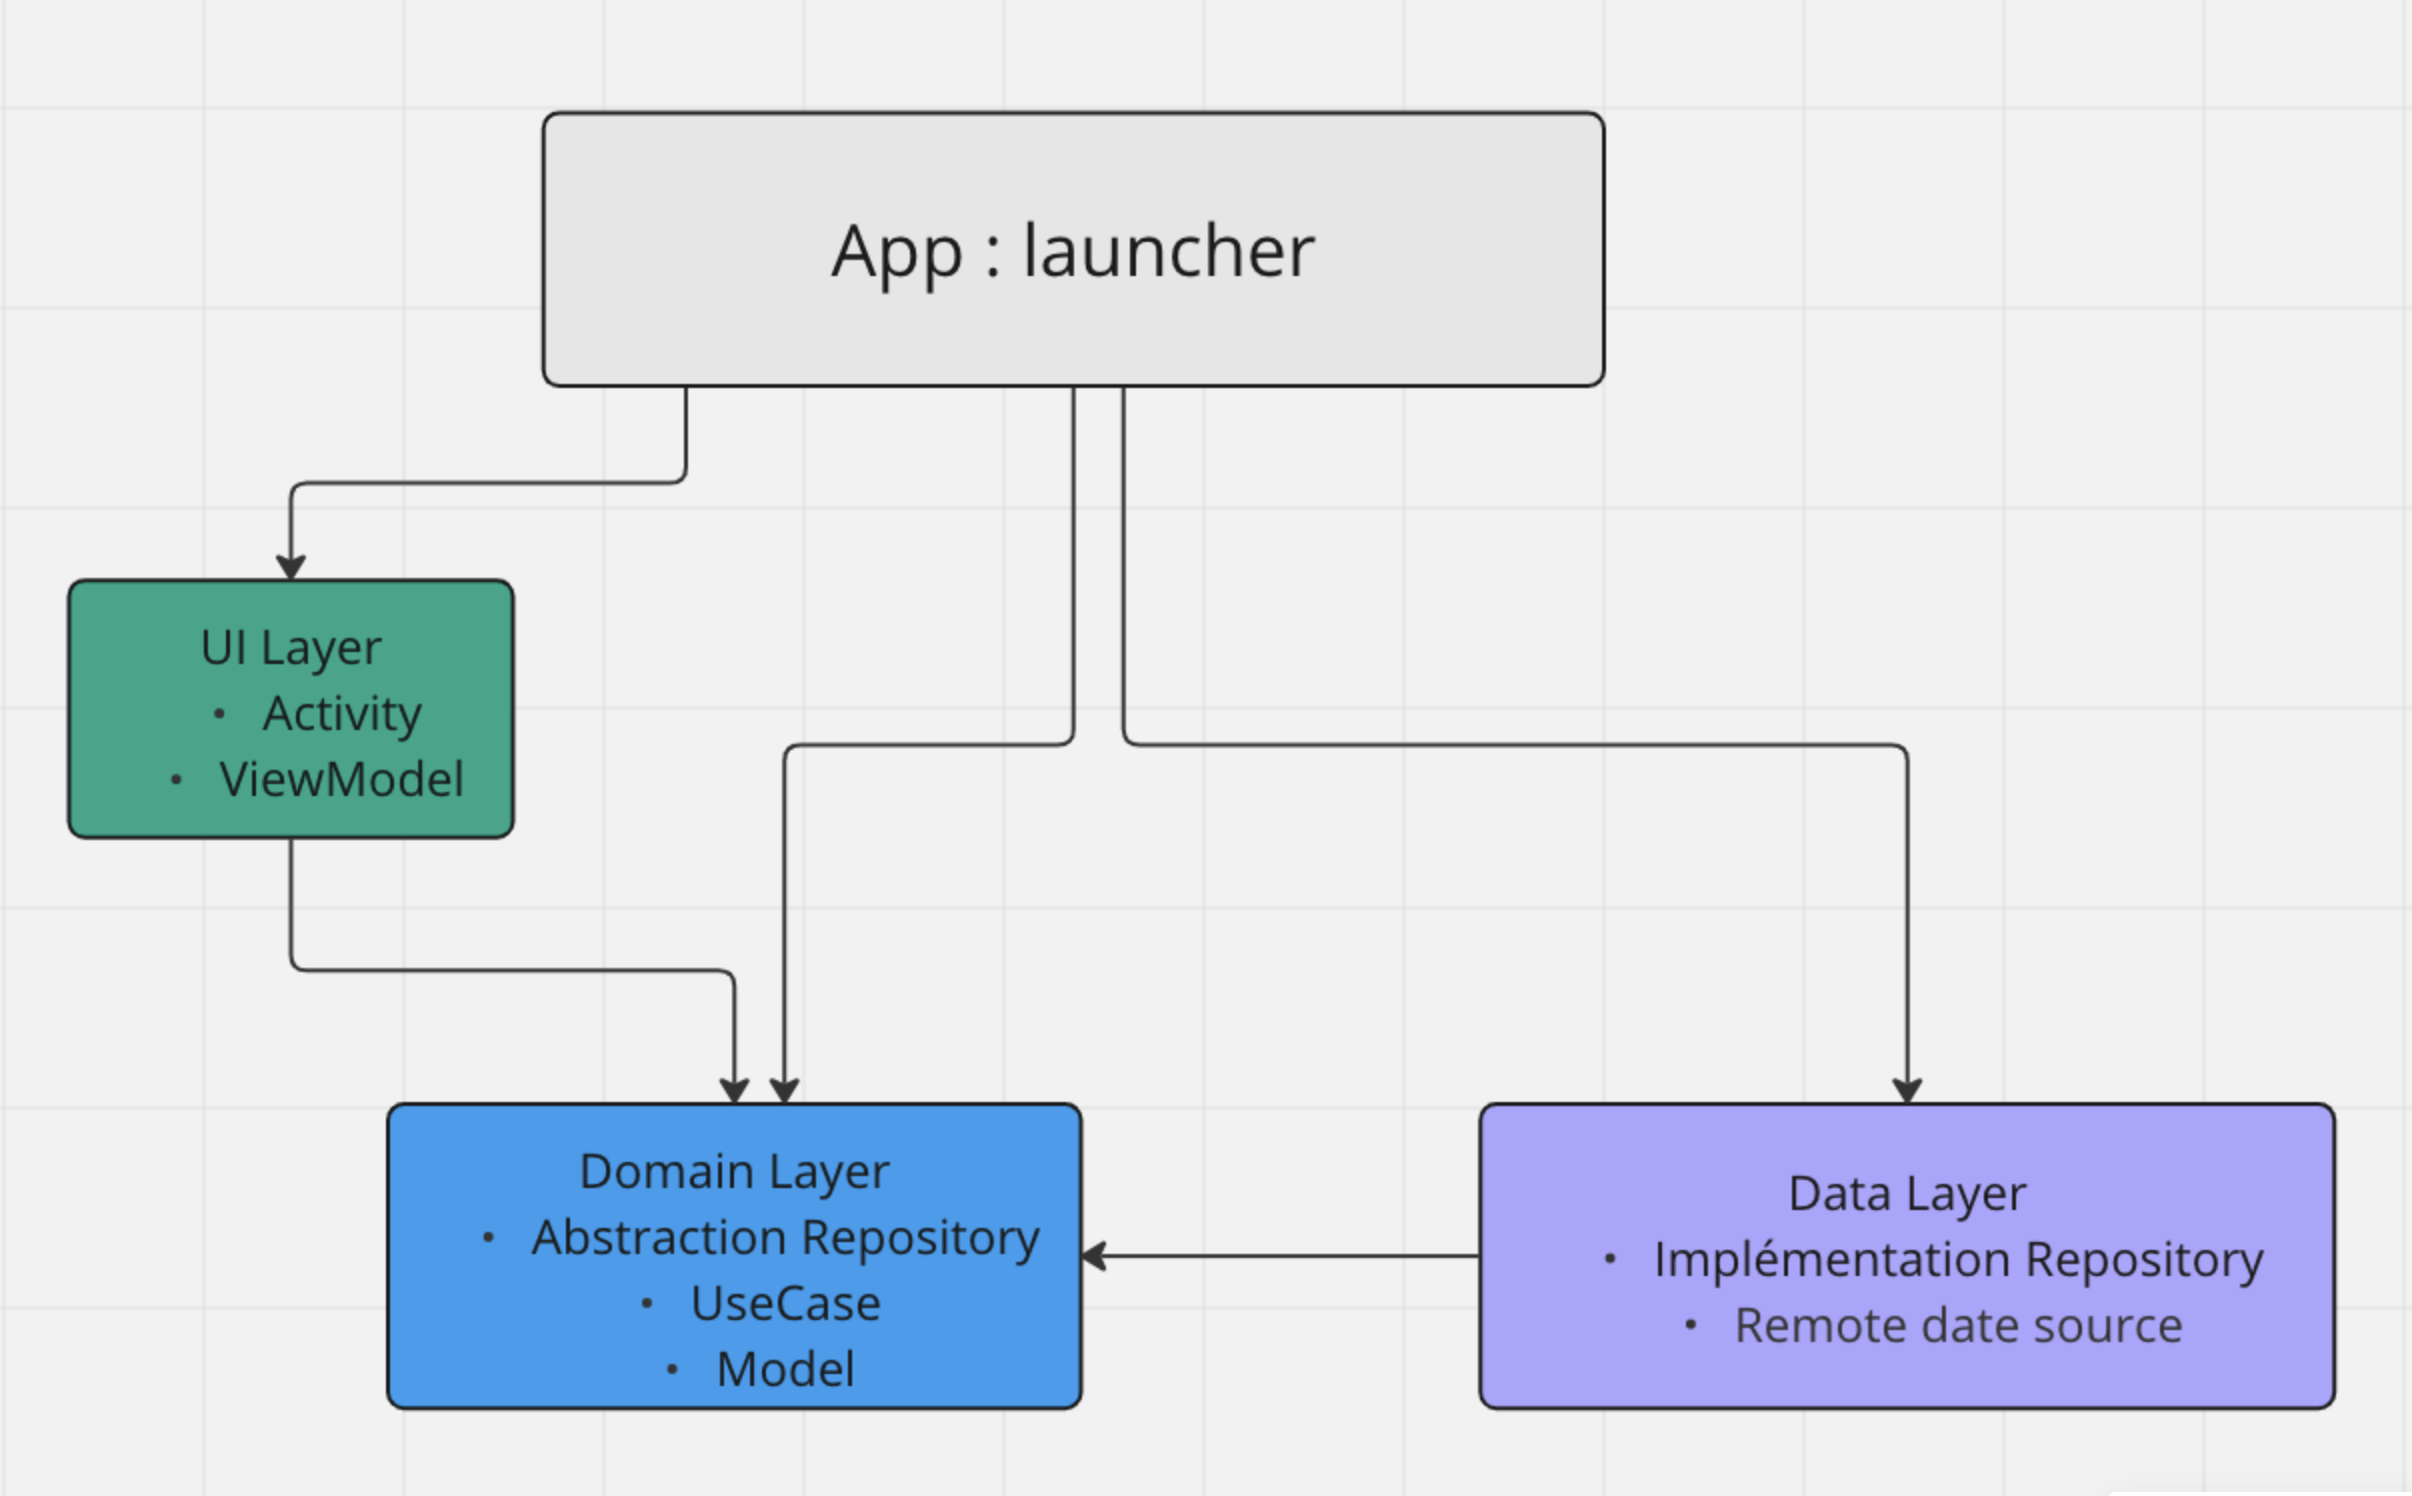 App : launcher
UI Layer
• Activity
• ViewModel
Domain Layer
• Abstraction Repository
• UseCase
• Model
Data Layer
• Implémentation Repository
• Remote date source